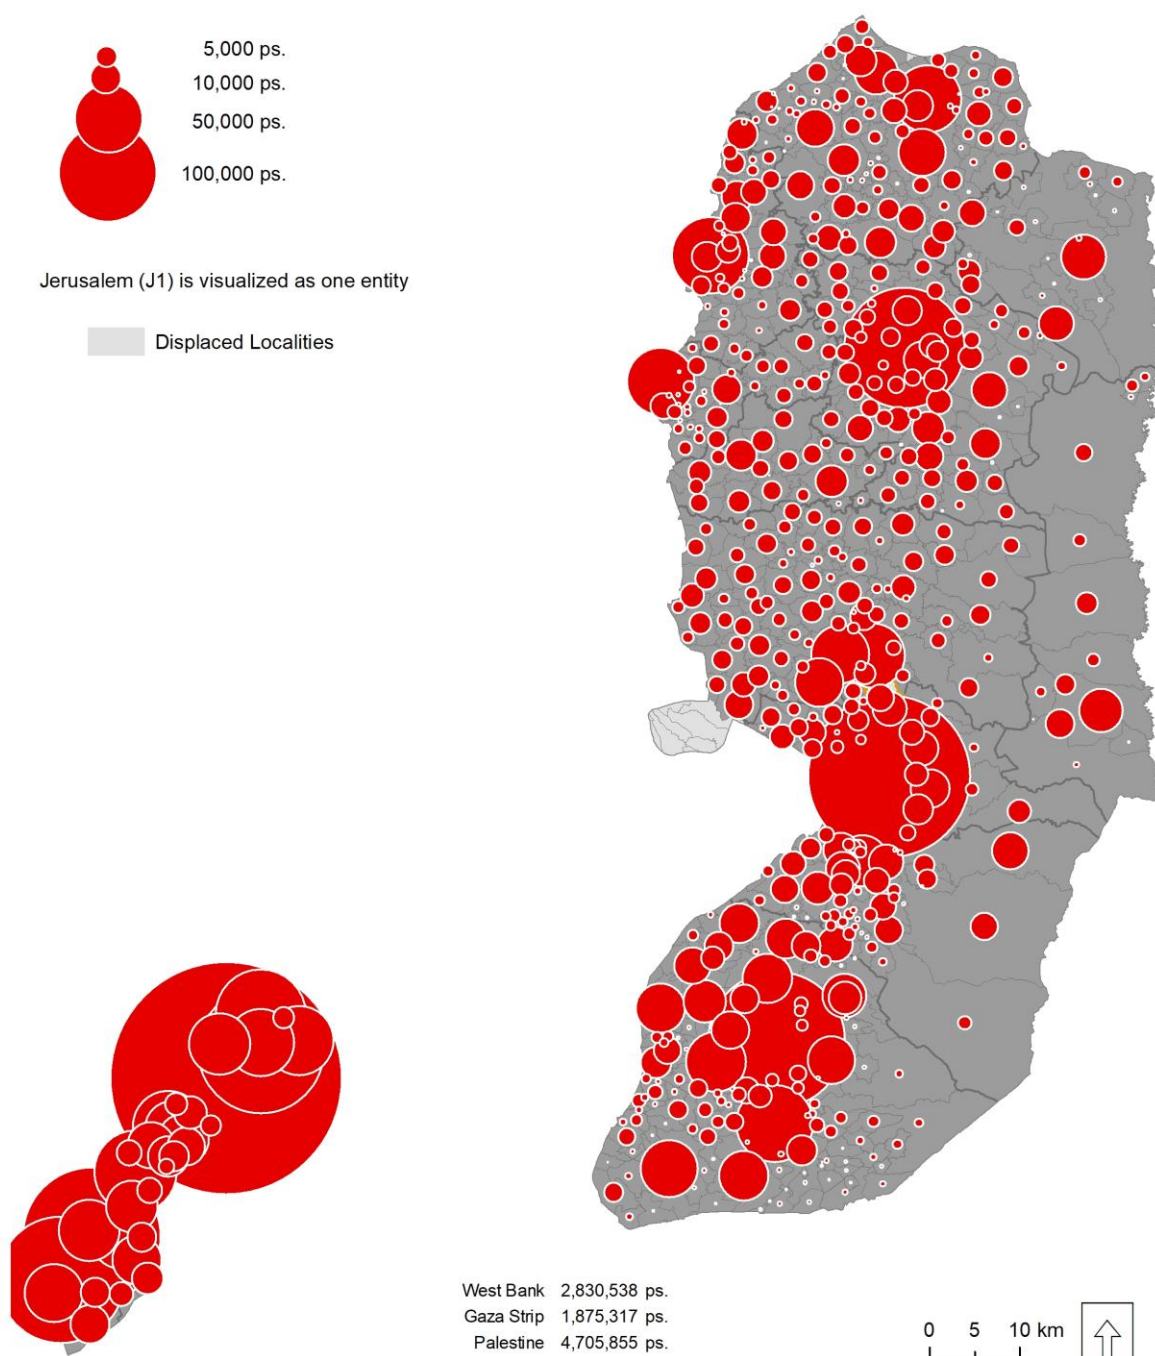 5,000 ps.
10,000 ps.
50,000 ps.
100,000 ps.
Jerusalem (J1) is visualized as one entity
Displaced Localities
West Bank 2,830,538 ps.
Gaza Strip 1,875,317 ps.
Palestine 4,705,855 ps.
0 5 10 km